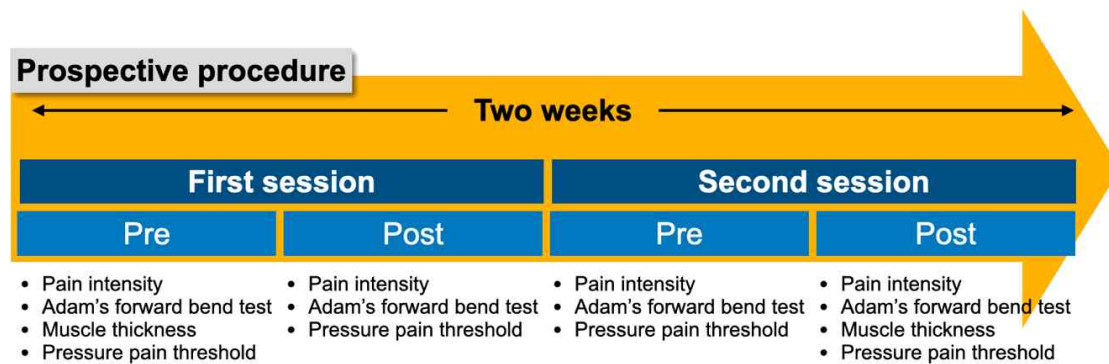 Prospective procedure
Two weeks
First session
Second session
Pre
Post
Pre
Post
• Pain intensity
• Adam's forward bend test
• Muscle thickness
• Pressure pain threshold
• Pain intensity
• Adam's forward bend test
• Pressure pain threshold
• Pain intensity
• Adam's forward bend test
• Pressure pain threshold
• Pain intensity
• Adam's forward bend test
• Muscle thickness
• Pressure pain threshold